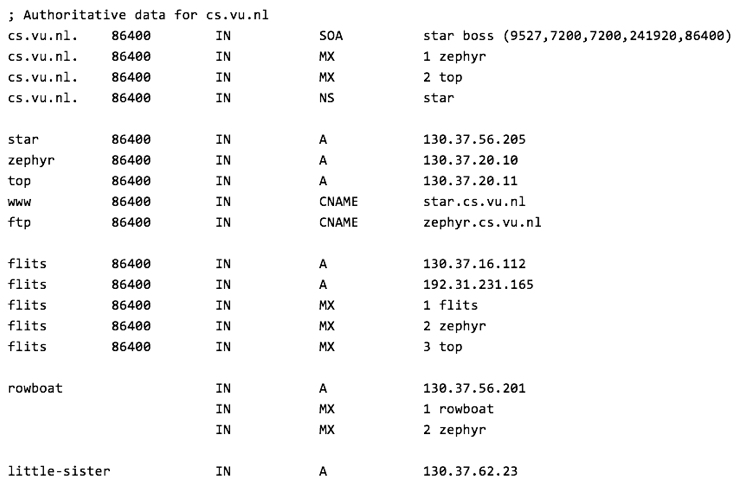 ; Authoritative data for cs.vu.nl
cs.vu.nl. 86400 IN SOA star boss (9527,7200,7200,241920,86400)
cs.vu.nl. 86400 IN MX 1 zephyr
cs.vu.nl. 86400 IN MX 2 top
cs.vu.nl. 86400 IN NS star
star 86400 IN A 130.37.56.205
zephyr 86400 IN A 130.37.20.10
top 86400 IN A 130.37.20.11
www 86400 IN CNAME star.cs.vu.nl
ftp 86400 IN CNAME zephyr.cs.vu.nl
flits 86400 IN A 130.37.16.112
flits 86400 IN A 192.31.231.165
flits 86400 IN MX 1 flits
flits 86400 IN MX 2 zephyr
flits 86400 IN MX 3 top
rowboat IN A 130.37.56.201
IN MX 1 rowboat
IN MX 2 zephyr
little-sister IN A 130.37.62.23